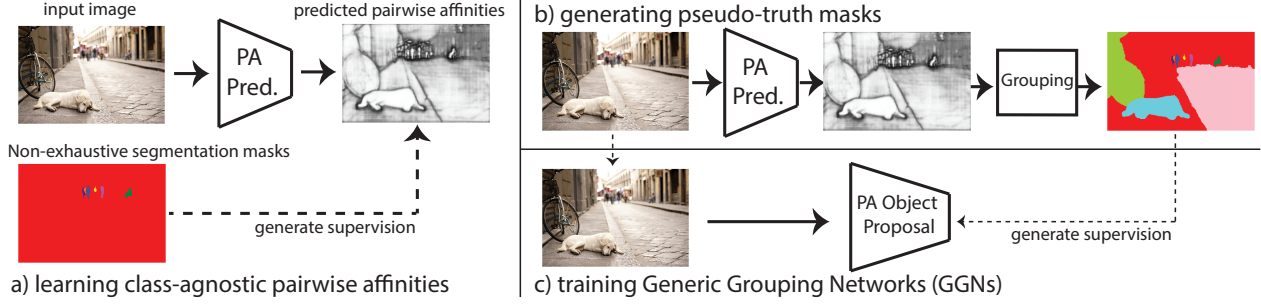 input image
predicted pairwise affinities
PA
Pred.
Non-exhaustive segmentation masks
generate supervision
a) learning class-agnostic pairwise affinities
b) generating pseudo-truth masks
PA
Pred.
Grouping
PA Object
Proposal
generate supervision
c) training Generic Grouping Networks (GGNs)